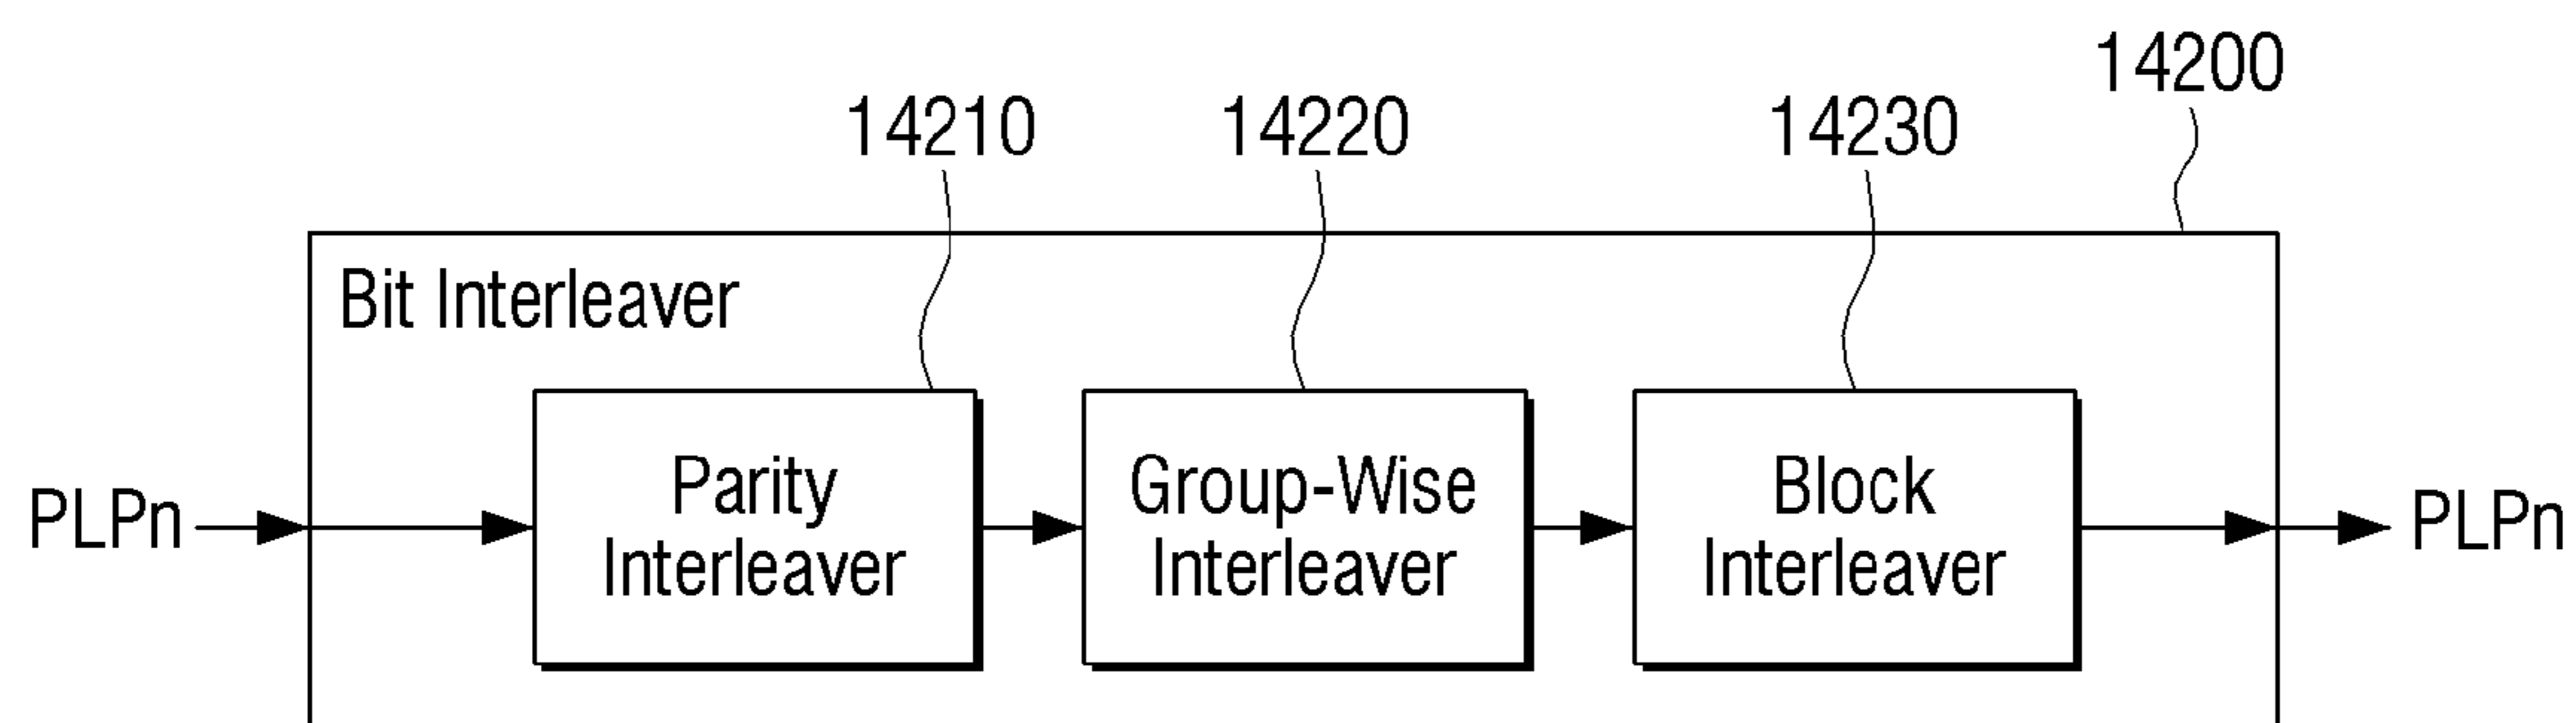 14200
14210 14220 14230
Bit Interleaver
Parity
Interleaver
Group-Wise
Interleaver
Block
Interleaver
PLPn
PLPn